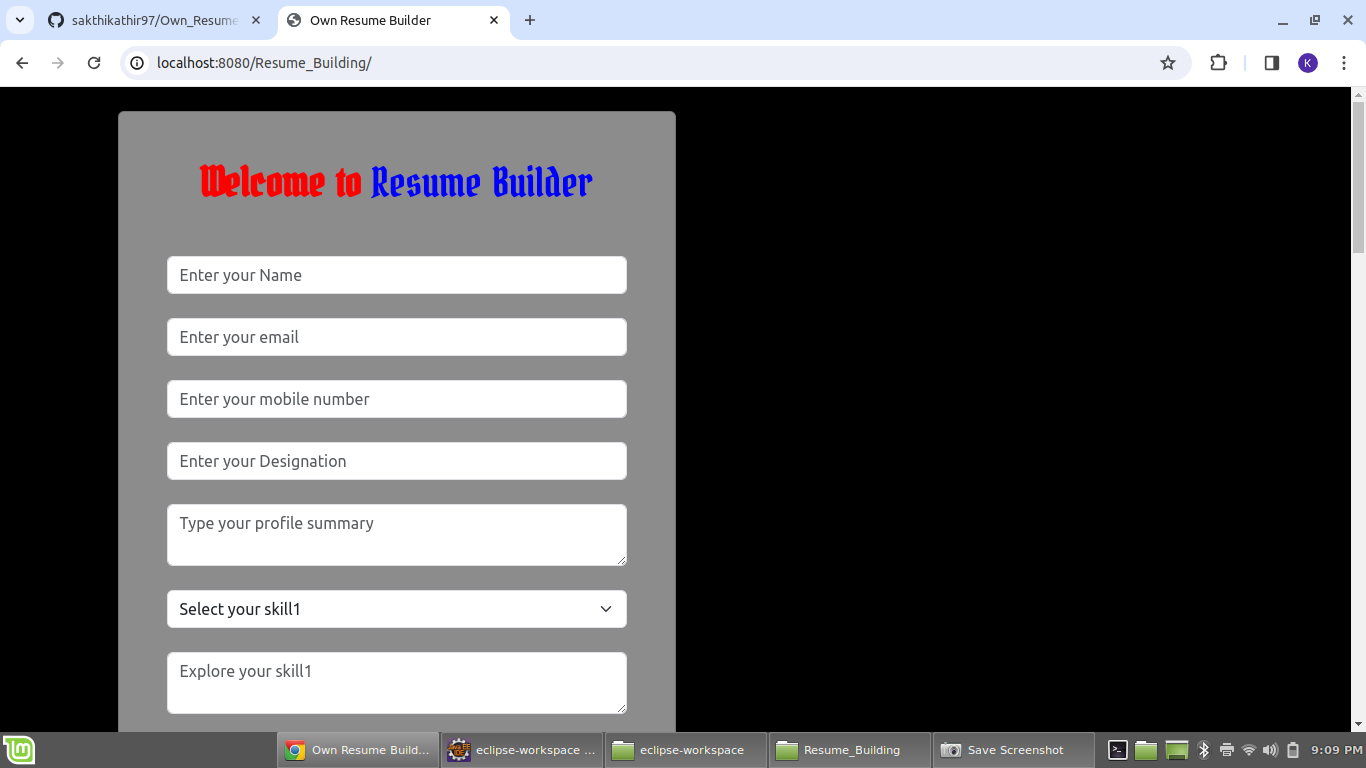 sakthikathir97/Own_Resume
Own Resume Builder
localhost:8080/Resume_Building/
K
Welcome to Resume Builder
Enter your Name
Enter your email
Enter your mobile number
Enter your Designation
Type your profile summary
Select your skill1
Explore your skill1
Own Resume Build...
eclipse-workspace ...
eclipse-workspace
Resume_Building
Save Screenshot
9:09 PM